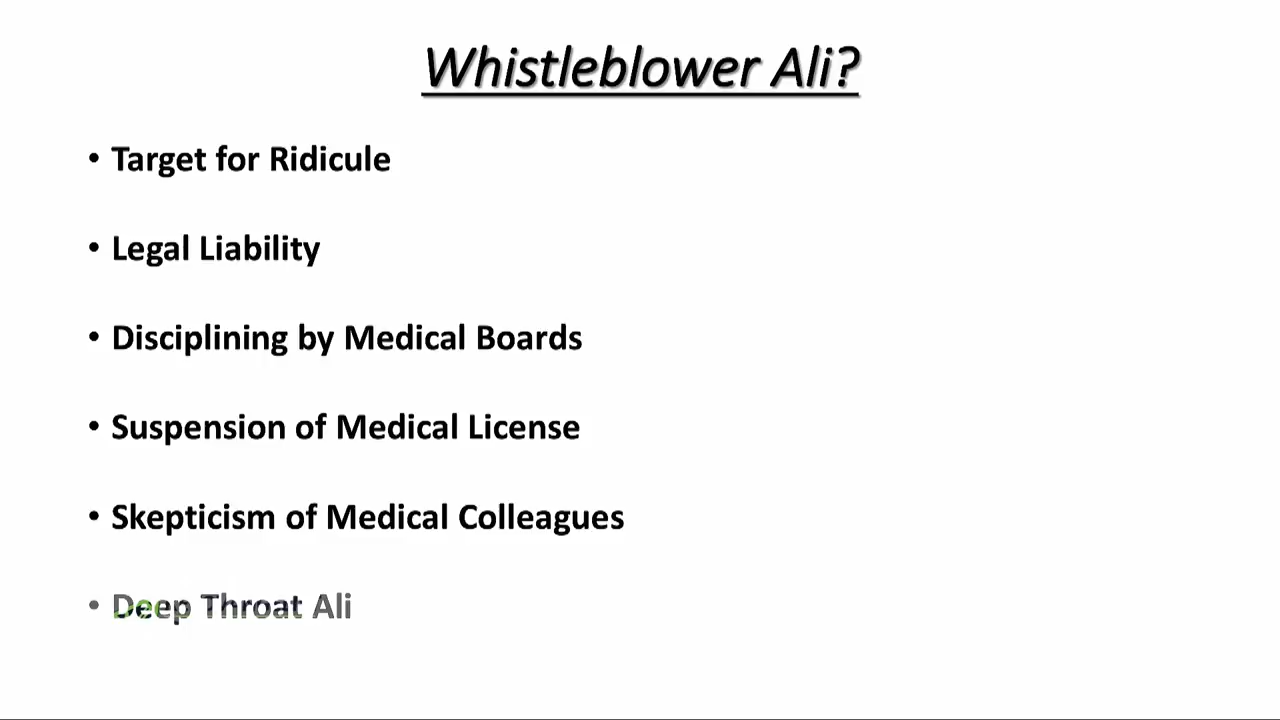 Whistleblower Ali?
• Target for Ridicule
• Legal Liability
• Disciplining by Medical Boards
• Suspension of Medical License
• Skepticism of Medical Colleagues
• Deep Throat Ali